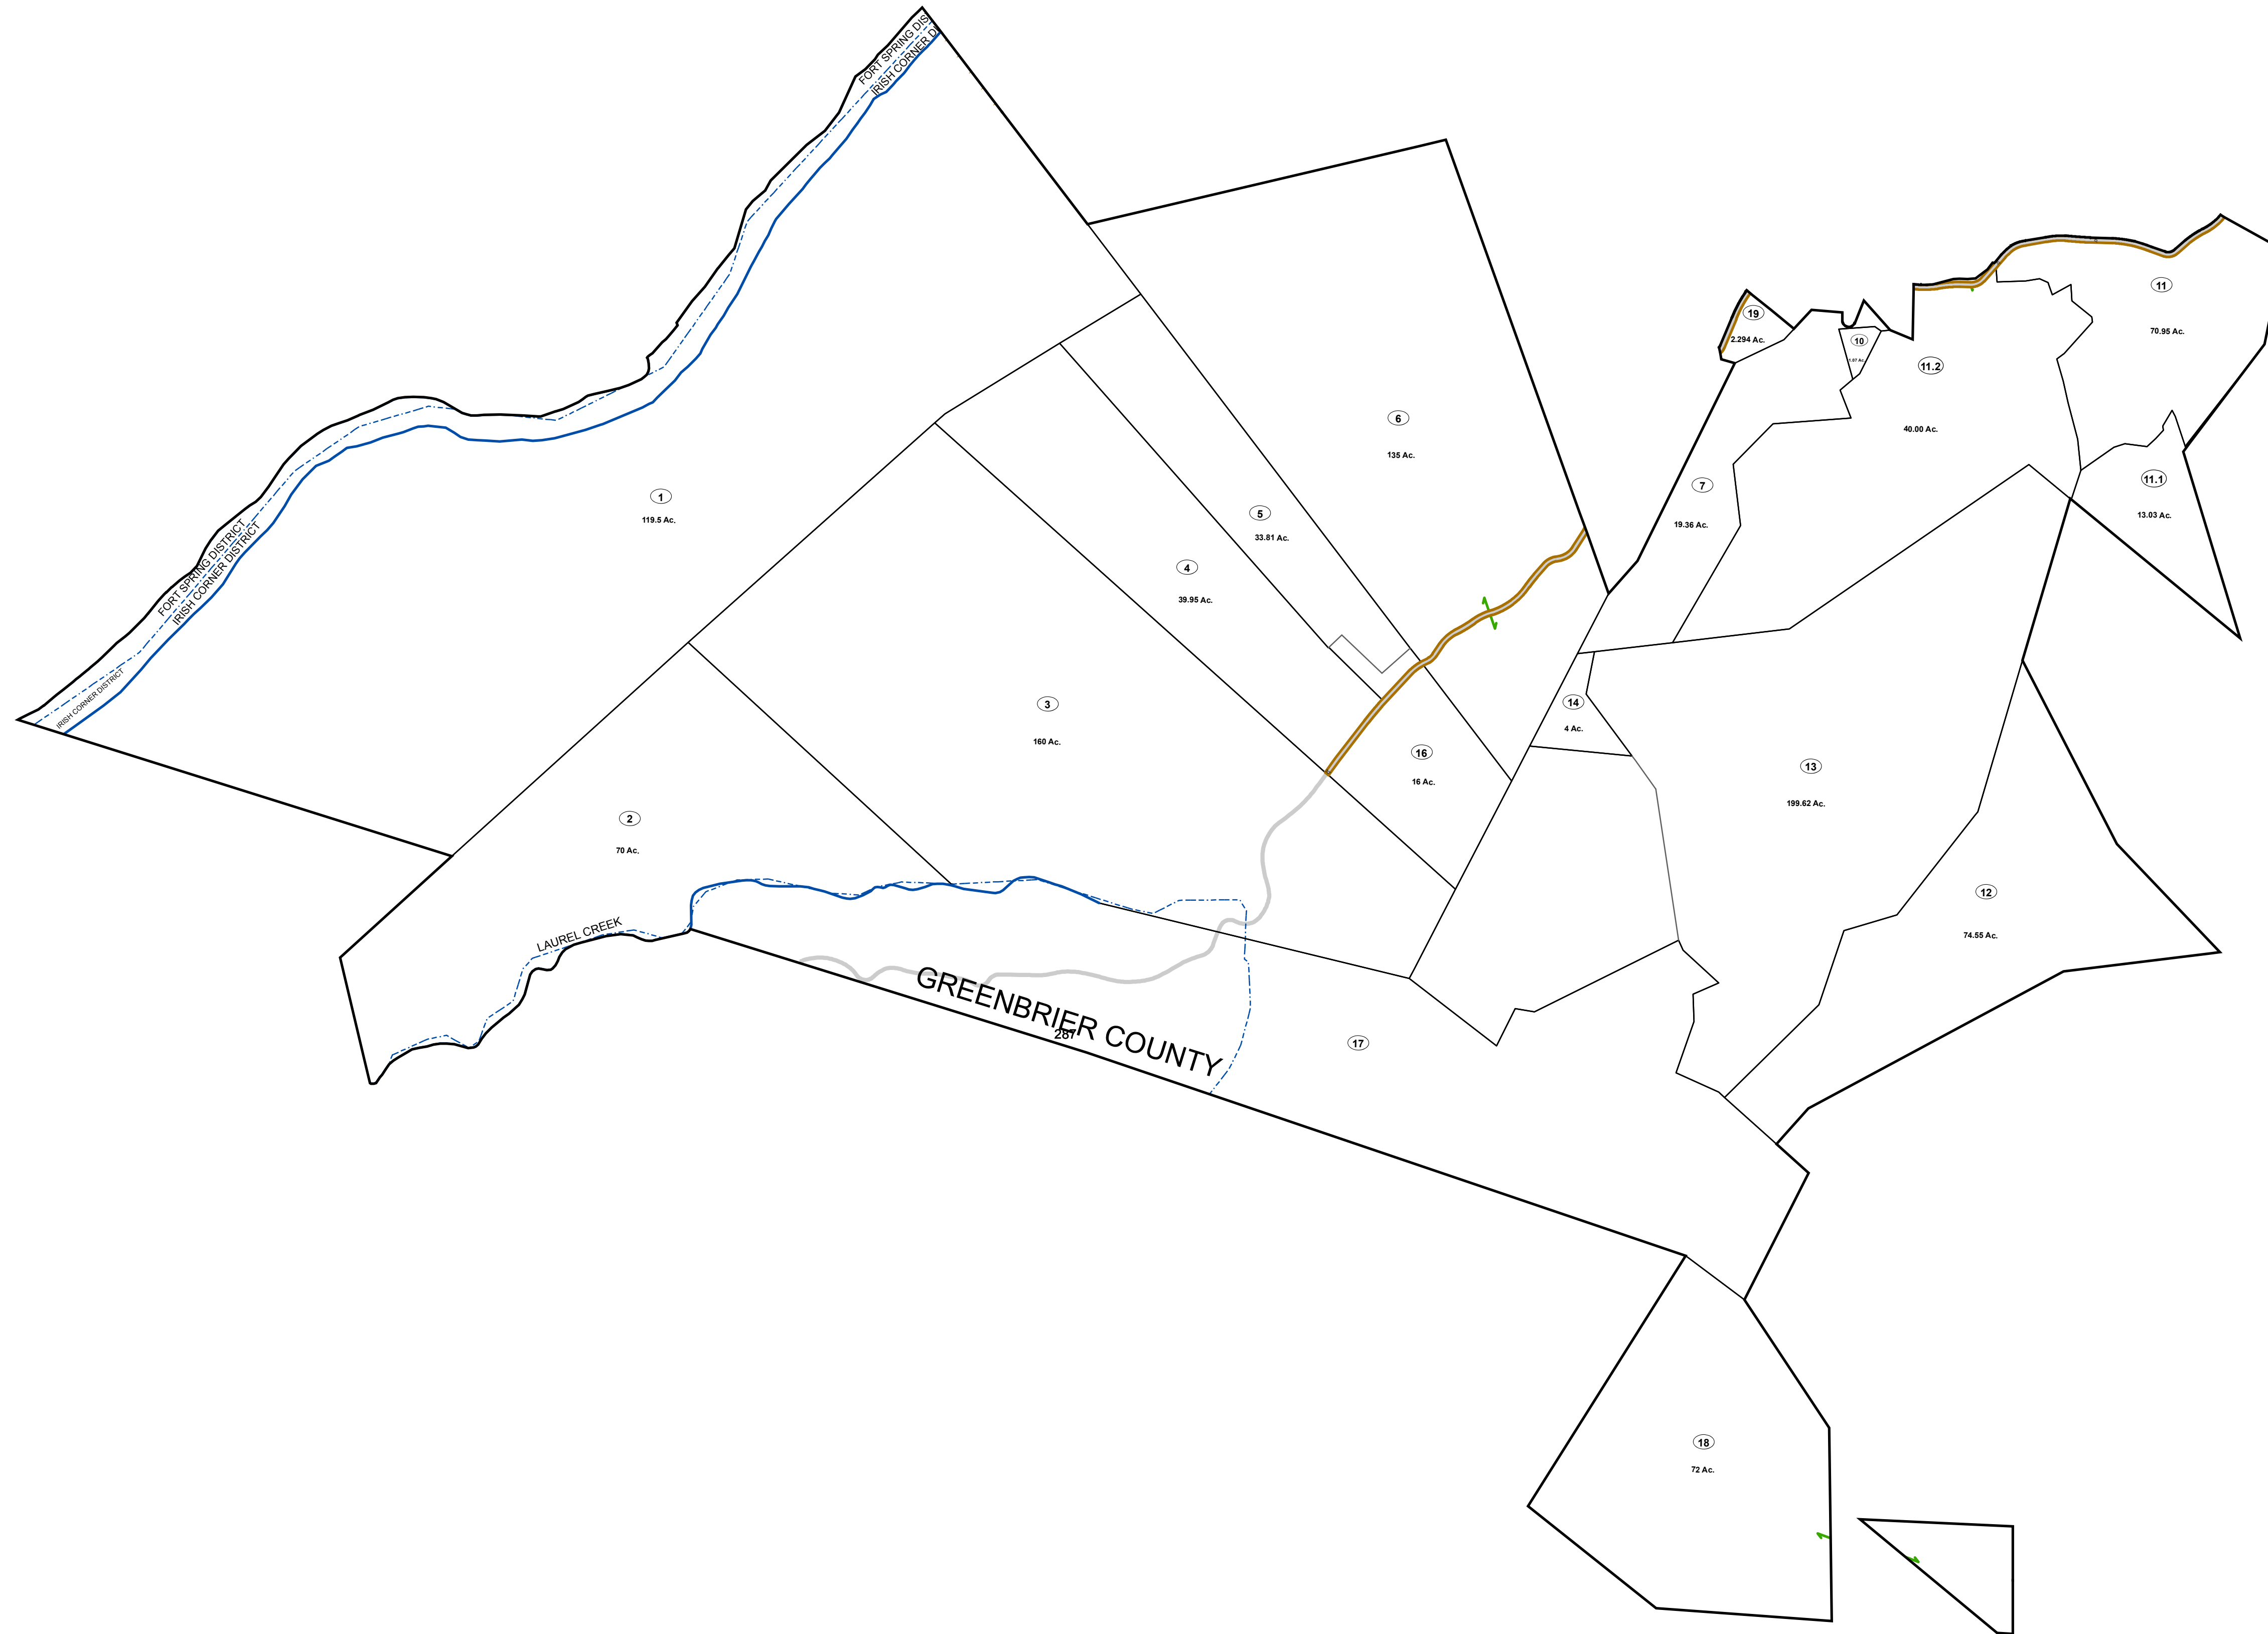 FORT SPRING DIS
IRISH CORNER D
19
2.294 Ac.
10
11
70.95 Ac.
11.2
40.00 Ac.
6
135 Ac.
11.1
13.03 Ac.
7
19.36 Ac.
1
119.5 Ac.
5
33.81 Ac.
4
39.95 Ac.
FORT SPRING DISTRICT
IRISH CORNER DISTRICT
IRISH CORNER DISTRICT
3
160 Ac.
14
4 Ac.
16
16 Ac.
13
199.62 Ac.
2
70 Ac.
12
74.55 Ac.
LAUREL CREEK
GREENBRIER COUNTY
287
17
18
72 Ac.